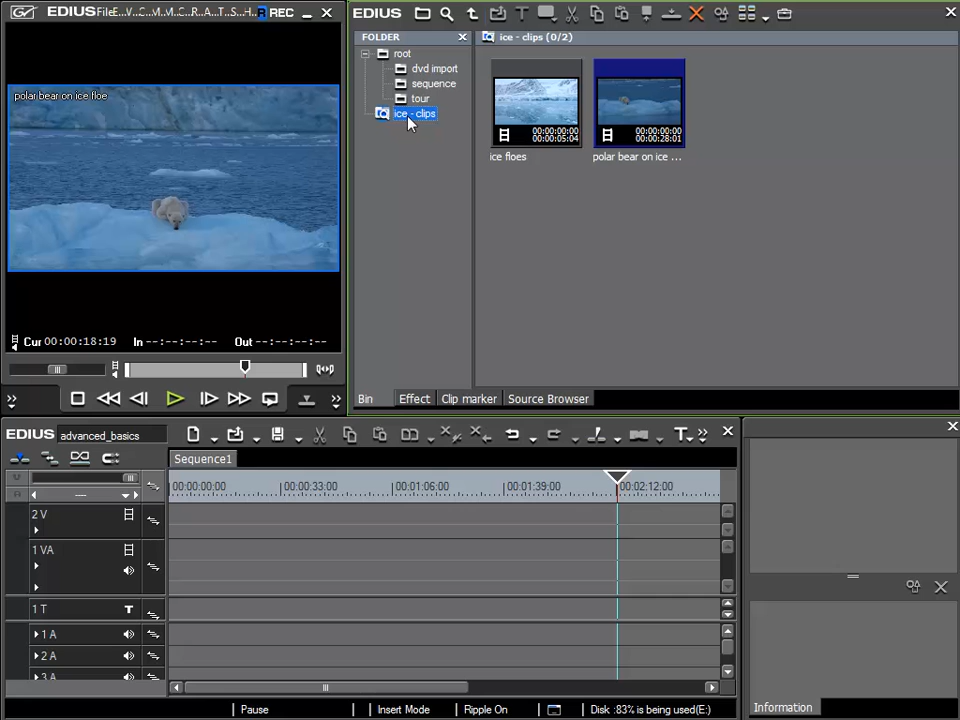 EDIUS File E.. V.. C.. M.. M.. C.. R.. A.. T.. S.. H.. R REC
polar bear on ice floe
Cur 00:00:18:19 In --:--:--:-- Out --:--:--:--
EDIUS
FOLDER
root
dvd import
sequence
tour
ice - clips
ice - clips (0/2)
00:00:00:00
00:00:05:04
ice floes
00:00:00:00
00:00:28:01
polar bear on ice ...
Bin Effect Clip marker Source Browser
EDIUS advanced_basics
Sequence1
00:00:00:00 00:00:33:00 00:01:06:00 00:01:39:00 00:02:12:00
2 V
1 VA
1 T T
1 A
2 A
3 A
Pause Insert Mode Ripple On Disk :83% is being used(E:)
Information